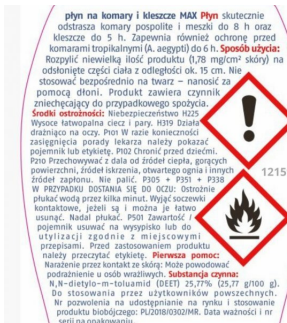 płyn na komary i kleszcze MAX Płyn skutecznie
odstrasza komary pospolite i meszki do 8 h oraz
kleszcze do 5 h. Zapewnia również ochronę przed
komarami tropikalnymi (A. aegypti) do 6 h. Sposób użycia:
Rozpylić niewielką ilość produktu (1,78 mg/cm² skóry) na
odsłonięte części ciała z odległości ok. 15 cm. Nie
stosować bezpośrednio na twarz – nanosić za
pomocą dłoni. Produkt zawiera czynnik
zniechęcający do przypadkowego spożycia.
Środki ostrożności: Niebezpieczeństwo H225
Wysoce łatwopalna ciecz i pary. H319 Działa
drażniąco na oczy. P101 W razie konieczności
zasięgnięcia porady lekarza należy pokazać
pojemnik lub etykietę. P102 Chronić przed dziećmi.
P210 Przechowywać z dala od źródeł ciepła, gorących
powierzchni, źródeł iskrzenia, otwartego ognia i innych
źródeł zapłonu. Nie palić. P305 + P351 + P338
W PRZYPADKU DOSTANIA SIĘ DO OCZU: Ostrożnie
płukać wodą przez kilka minut. Wyjąć soczewki
kontaktowe, jeżeli są i można je łatwo
usunąć. Nadal płukać. P501 Zawartość /
pojemnik usuwać na wysypisko lub do
utylizacji zgodnie z miejscowymi
przepisami. Przed zastosowaniem produktu
należy przeczytać etykietę. Pierwsza pomoc:
Narażenie przez kontakt ze skórą: Może powodować
podrażnienie u osób wrażliwych. Substancja czynna:
N,N-dietylo-m-toluamid (DEET) 25,77% (25,77 g/100 g).
Do stosowania przez użytkowników powszechnych.
Nr pozwolenia na udostępnianie na rynku i stosowanie
produktu biobójczego: PL/2018/0302/MR. Data ważności i nr
serii na opakowaniu.
1215